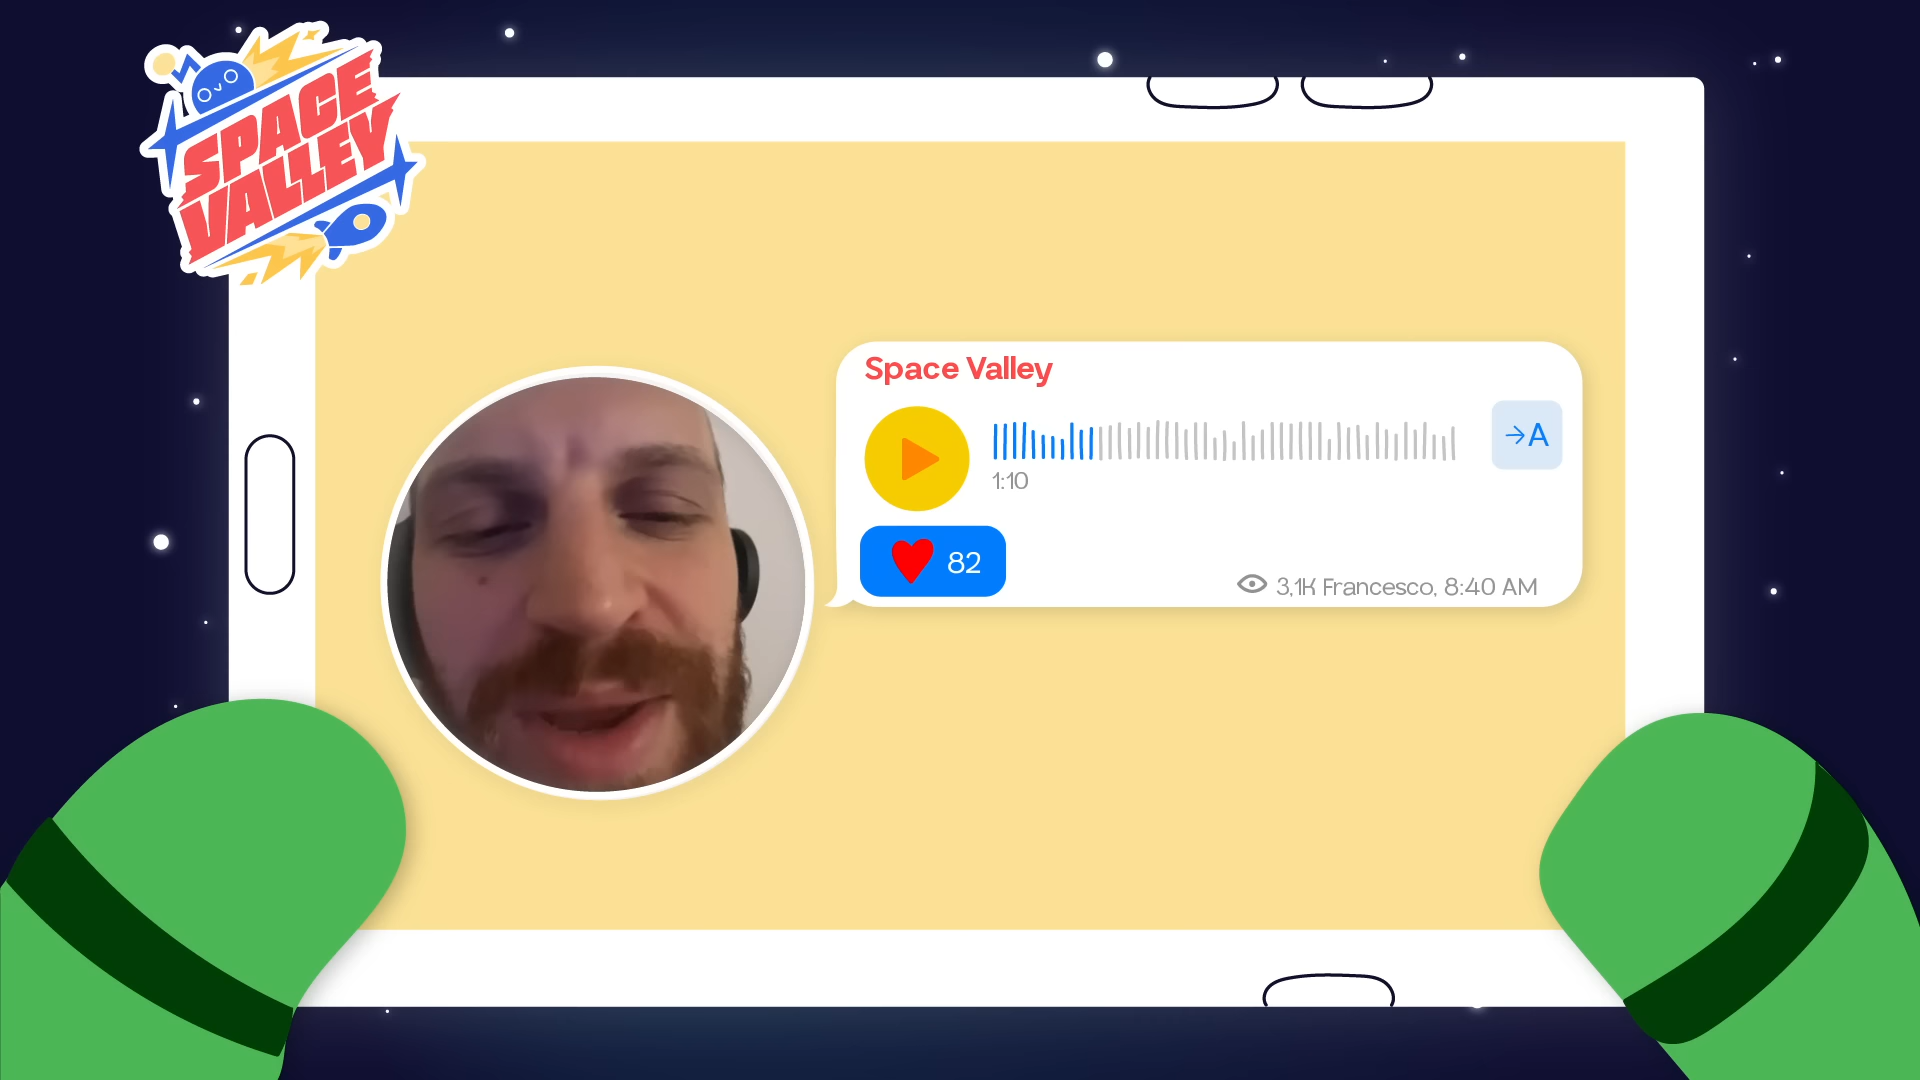 SPACE
VALLEY
Space Valley
→A
1:10
82
3,1K Francesco, 8:40 AM